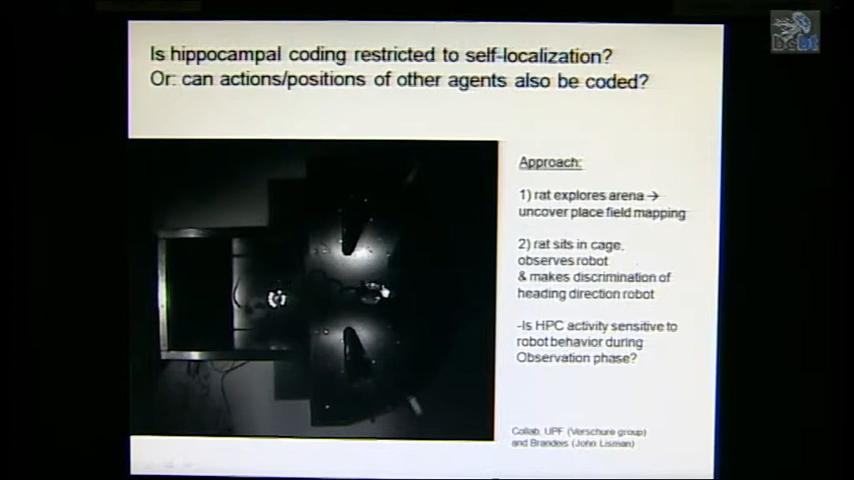 Is hippocampal coding restricted to self-localization?
Or: can actions/positions of other agents also be coded?
Approach:
1) rat explores arena →
uncover place field mapping
2) rat sits in cage,
observes robot
& makes discrimination of
heading direction robot
-Is HPC activity sensitive to
robot behavior during
Observation phase?
Collab. UPF (Verschure group)
and Brandeis (John Lisman)
bcbt